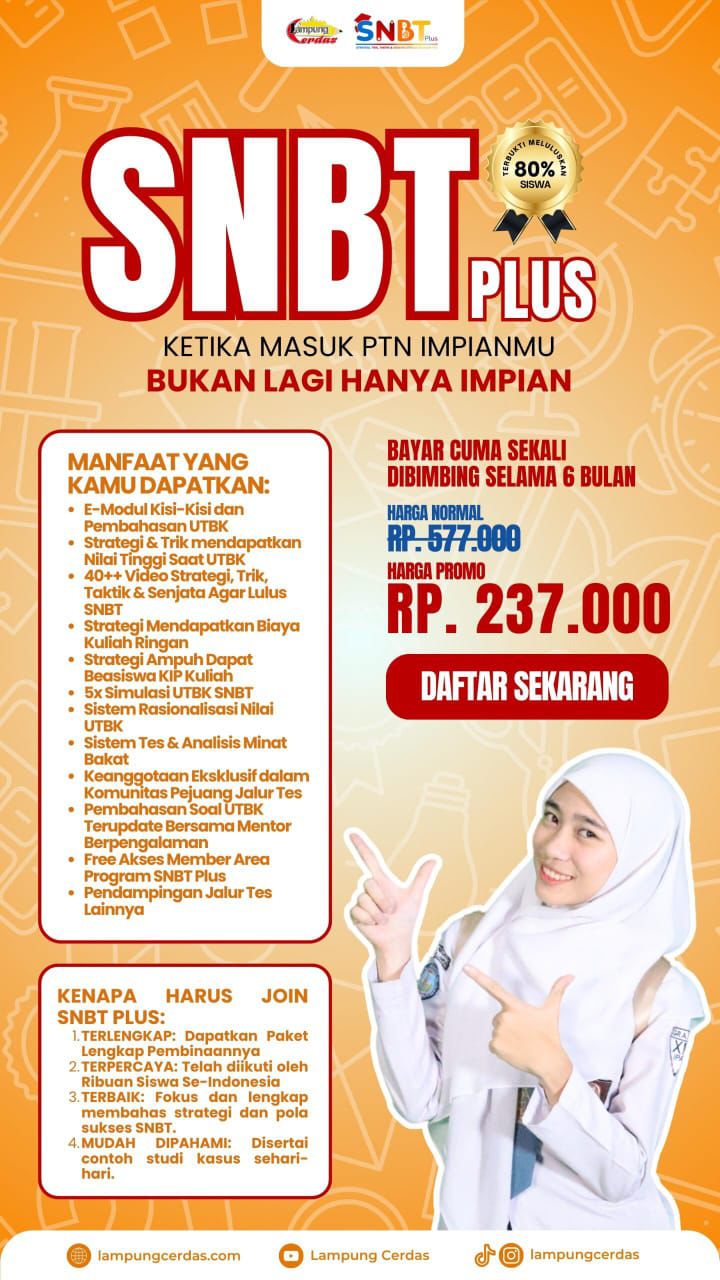 Lampung
Cerdas
SNBT
Plus
TERBUKTI MELULUSKAN
80%
SISWA
SNBT
PLUS
KETIKA MASUK PTN IMPIANMU
BUKAN LAGI HANYA IMPIAN
MANFAAT YANG
KAMU DAPATKAN:
• E-Modul Kisi-Kisi dan
Pembahasan UTBK
• Strategi & Trik mendapatkan
Nilai Tinggi Saat UTBK
• 40++ Video Strategi, Trik,
Taktik & Senjata Agar Lulus
SNBT
• Strategi Mendapatkan Biaya
Kuliah Ringan
• Strategi Ampuh Dapat
Beasiswa KIP Kuliah
• 5x Simulasi UTBK SNBT
• Sistem Rasionalisasi Nilai
UTBK
• Sistem Tes & Analisis Minat
Bakat
• Keanggotaan Eksklusif dalam
Komunitas Pejuang Jalur Tes
• Pembahasan Soal UTBK
Terupdate Bersama Mentor
Berpengalaman
• Free Akses Member Area
Program SNBT Plus
• Pendampingan Jalur Tes
Lainnya
BAYAR CUMA SEKALI
DIBIMBING SELAMA 6 BULAN
HARGA NORMAL
RP. 577.000
HARGA PROMO
RP. 237.000
DAFTAR SEKARANG
KENAPA HARUS JOIN
SNBT PLUS:
1. TERLENGKAP: Dapatkan Paket
Lengkap Pembinaannya
2. TERPERCAYA: Telah diikuti oleh
Ribuan Siswa Se-Indonesia
3. TERBAIK: Fokus dan lengkap
membahas strategi dan pola
sukses SNBT.
4. MUDAH DIPAHAMI: Disertai
contoh studi kasus sehari-
hari.
XI
lampungcerdas.com
Lampung Cerdas
lampungcerdas